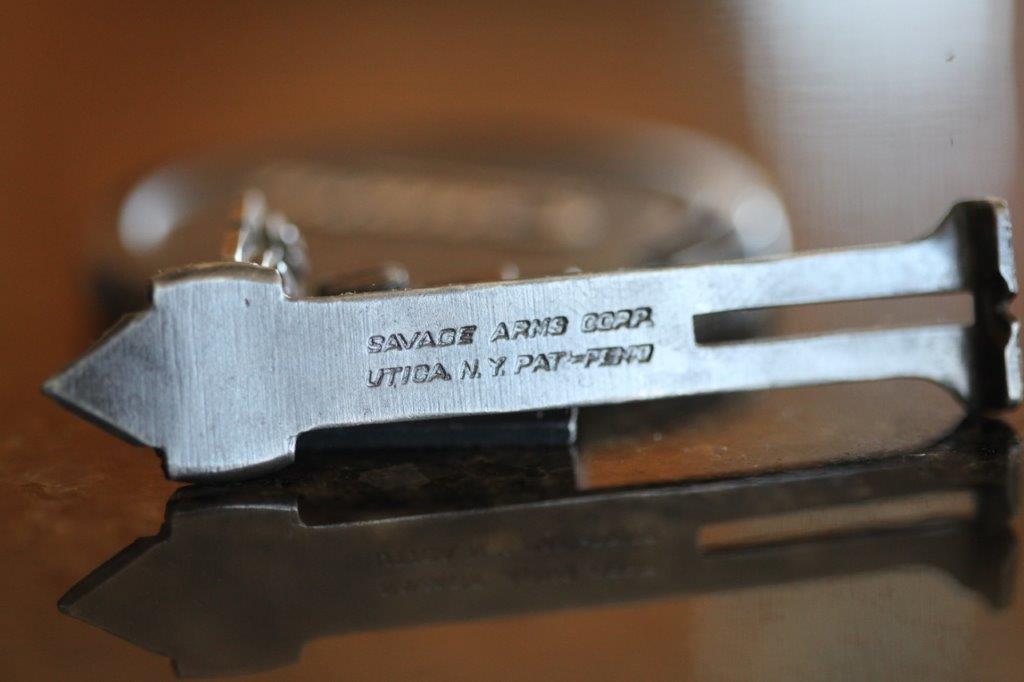 SAVAGE ARMS CORP.
UTICA, N.Y. PAT-PEND